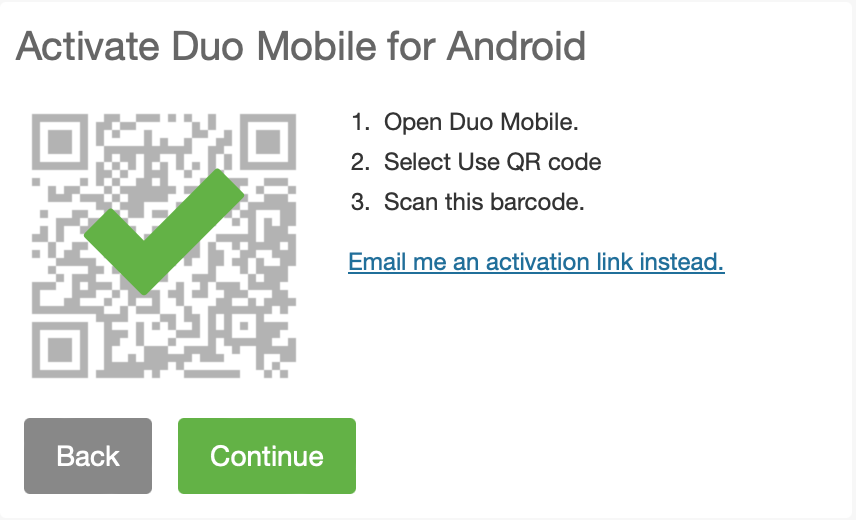 Activate Duo Mobile for Android
1. Open Duo Mobile.
2. Select Use QR code
3. Scan this barcode.
Email me an activation link instead.
Back
Continue